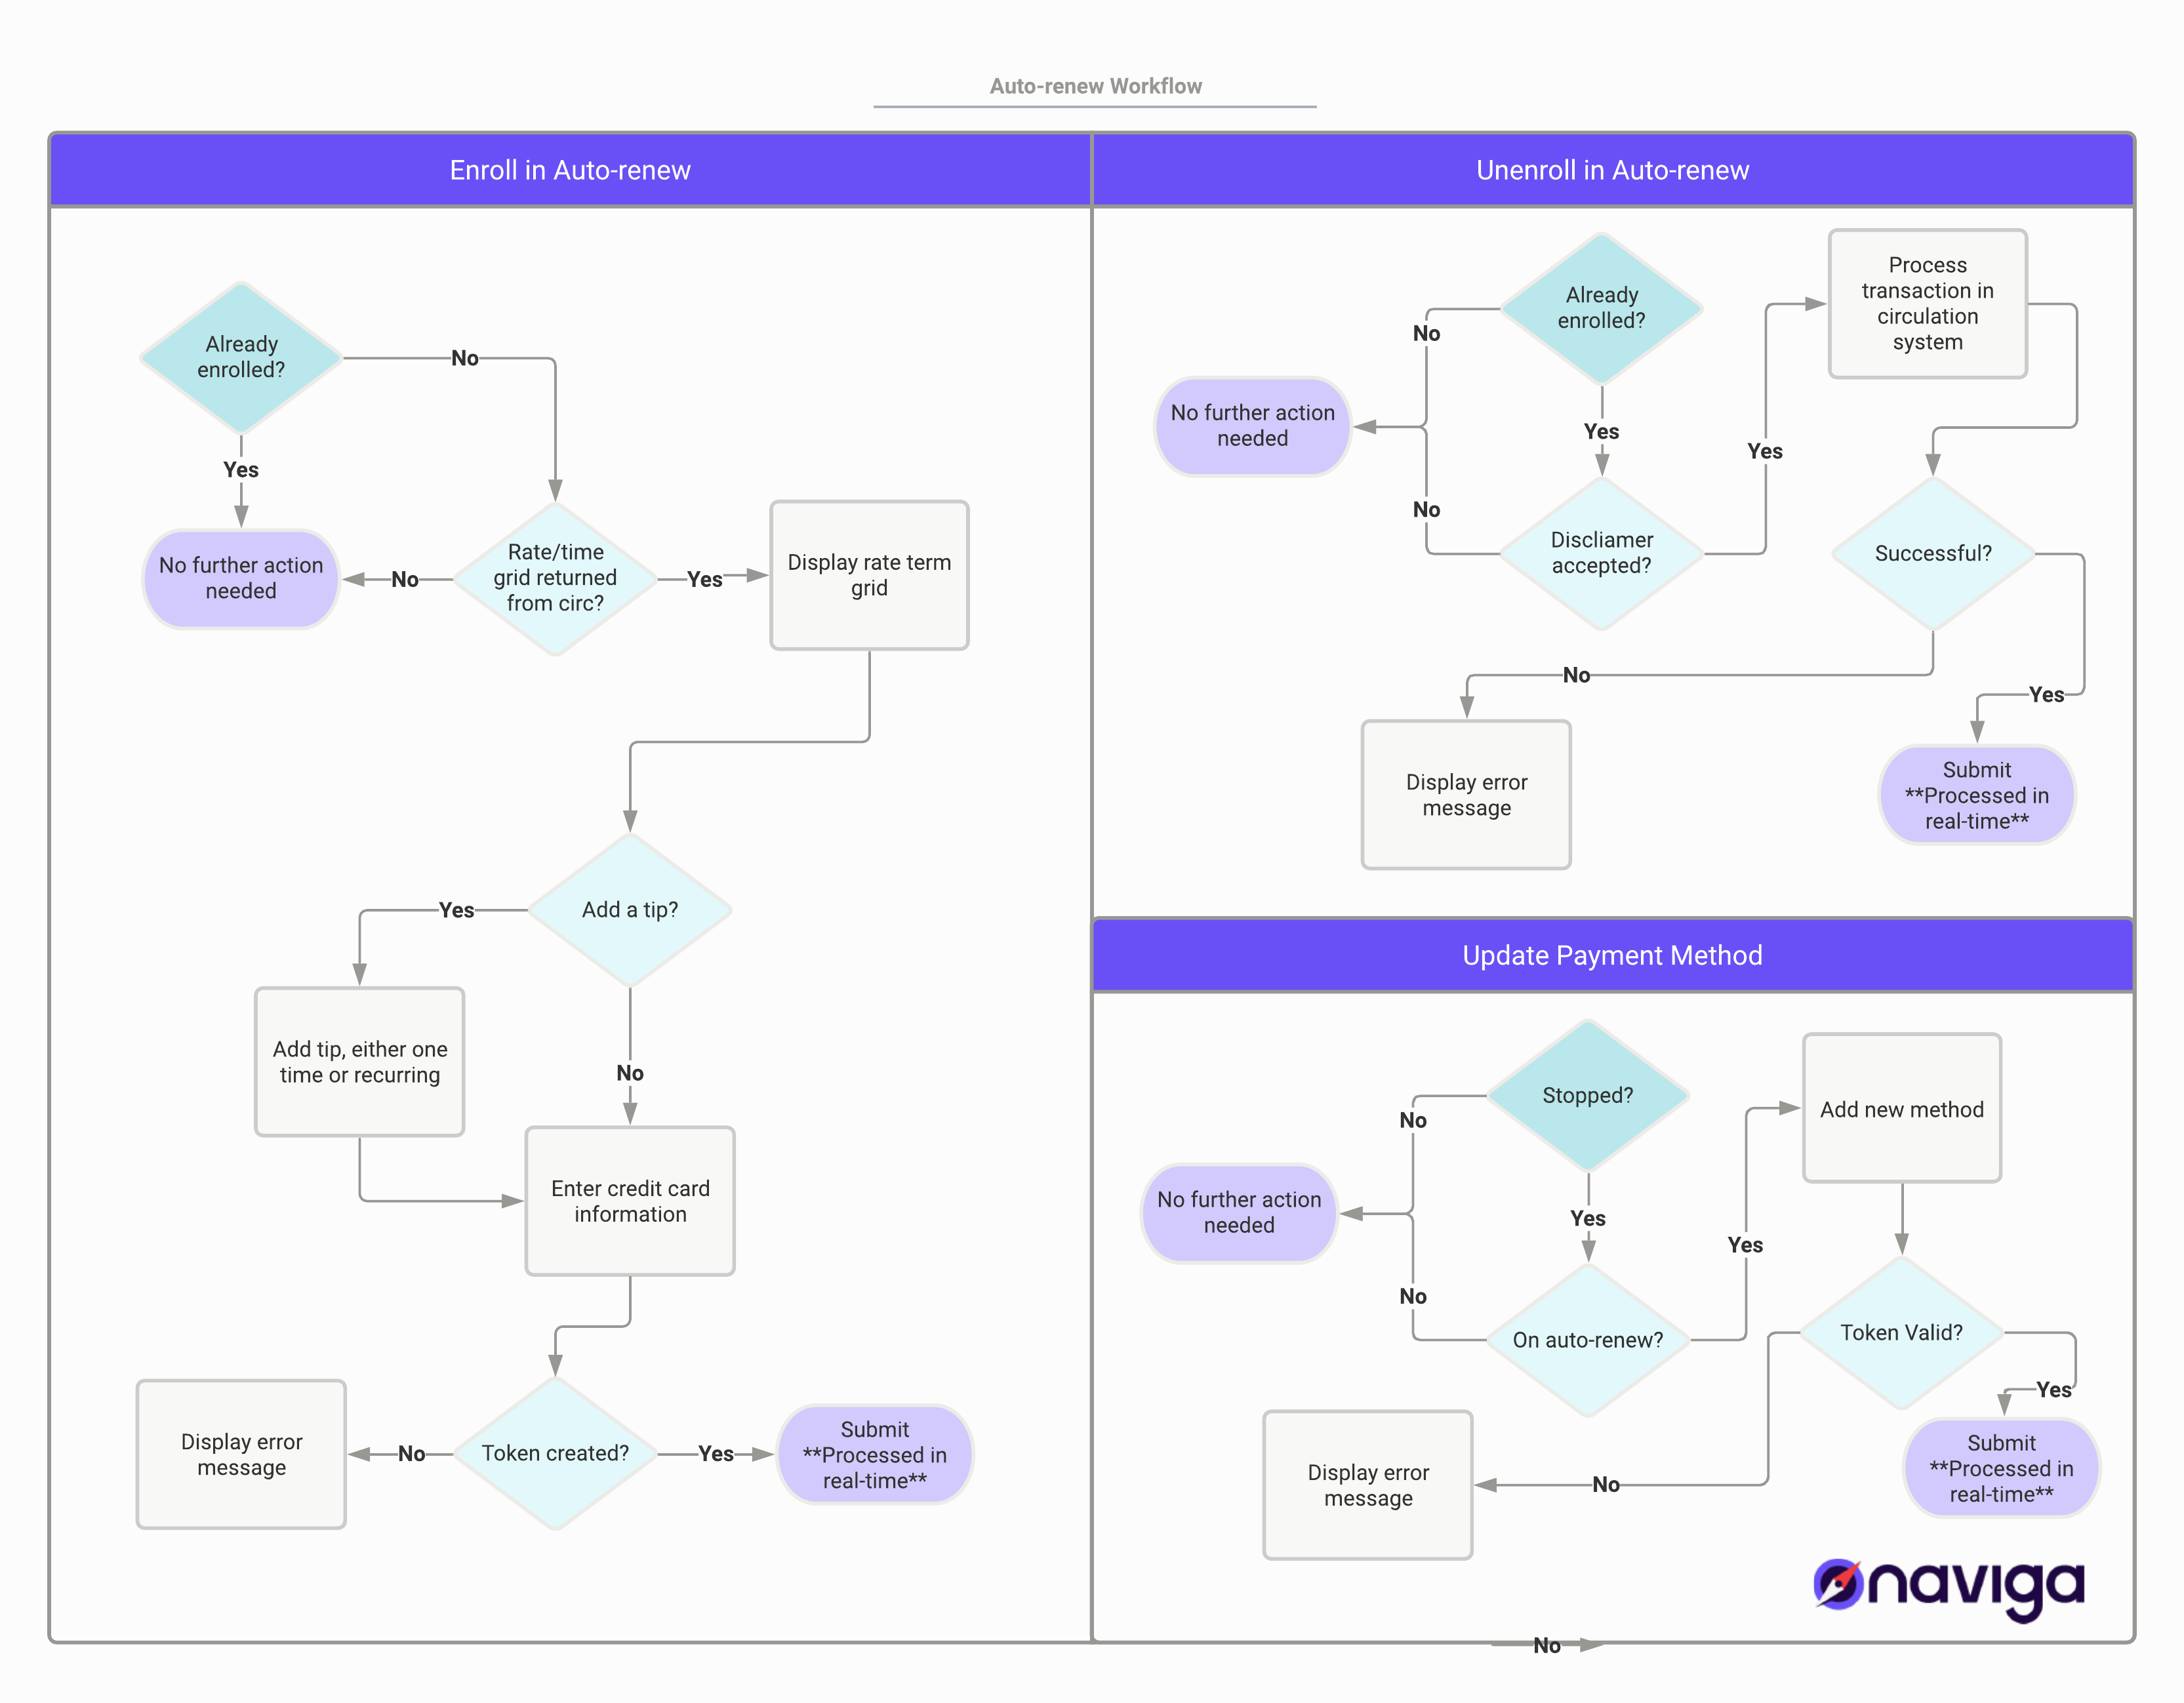 Auto-renew Workflow
Enroll in Auto-renew
Already
enrolled?
No
Yes
No further action
needed
No
Rate/time
grid returned
from circ?
Yes
Display rate term
grid
Add a tip?
Yes
Add tip, either one
time or recurring
No
Enter credit card
information
Token created?
No
Display error
message
Yes
Submit
**Processed in
real-time**
Unenroll in Auto-renew
Already
enrolled?
No
No further action
needed
Yes
No
Discliamer
accepted?
Yes
Process
transaction in
circulation
system
Successful?
No
Display error
message
Yes
Submit
**Processed in
real-time**
Update Payment Method
Stopped?
No
No further action
needed
Yes
No
On auto-renew?
Yes
Add new method
Token Valid?
Yes
Submit
**Processed in
real-time**
No
Display error
message
naviga
No